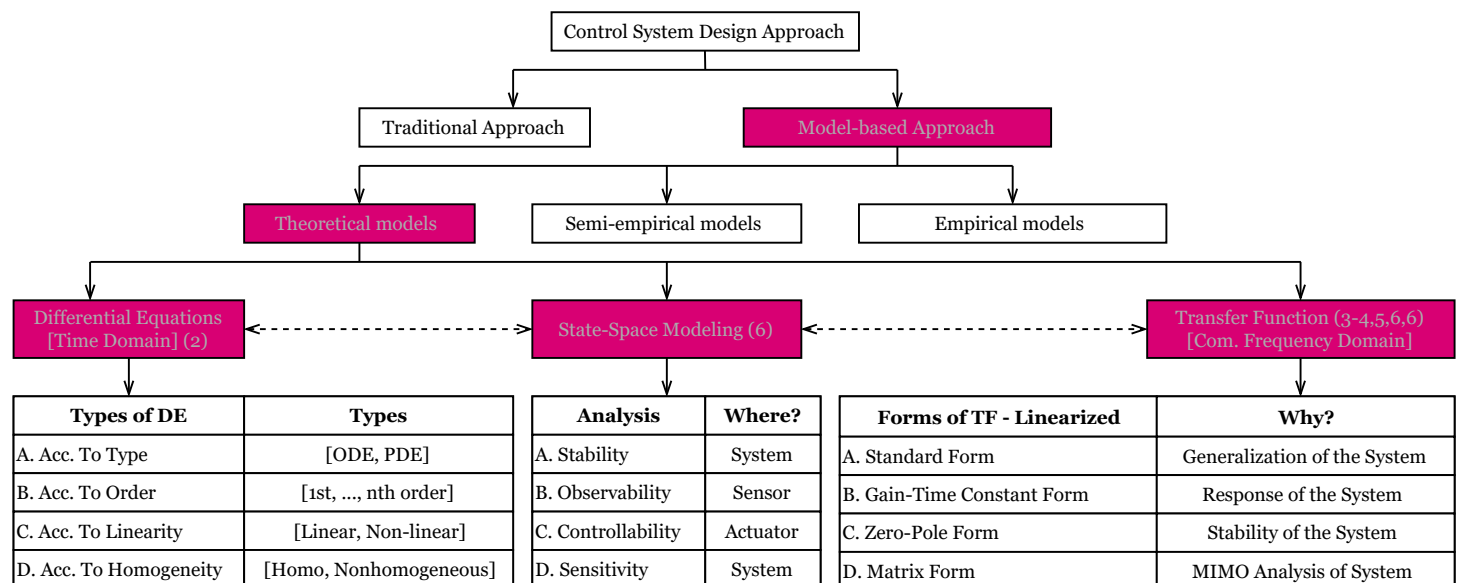 Control System Design Approach
Traditional Approach
Model-based Approach
Theoretical models
Semi-empirical models
Empirical models
Differential Equations
[Time Domain] (2)
State-Space Modeling (6)
Transfer Function (3-4,5,6,6)
[Com. Frequency Domain]
Types of DE Types
A. Acc. To Type [ODE, PDE]
B. Acc. To Order [1st, ..., nth order]
C. Acc. To Linearity [Linear, Non-linear]
D. Acc. To Homogeneity [Homo, Nonhomogeneous]
Analysis Where?
A. Stability System
B. Observability Sensor
C. Controllability Actuator
D. Sensitivity System
Forms of TF - Linearized Why?
A. Standard Form Generalization of the System
B. Gain-Time Constant Form Response of the System
C. Zero-Pole Form Stability of the System
D. Matrix Form MIMO Analysis of System